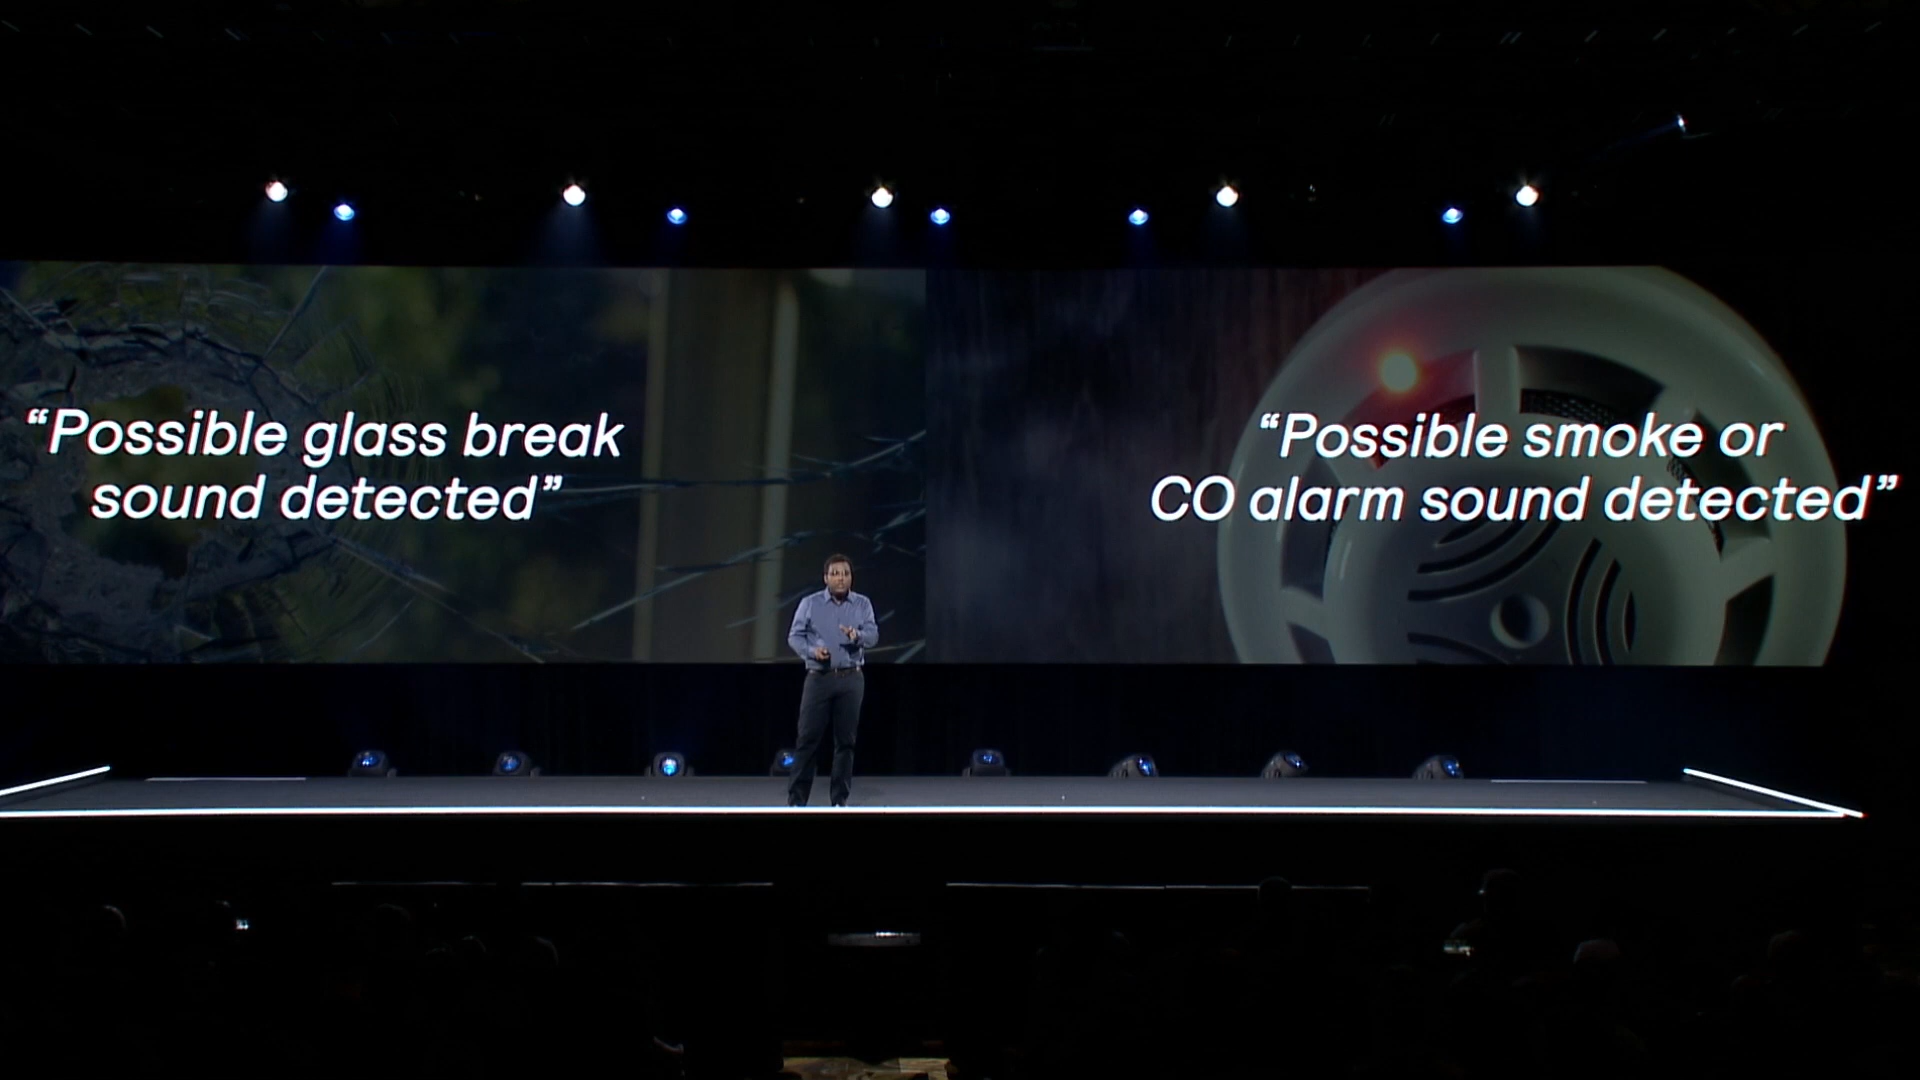 “Possible glass break
sound detected”
“Possible smoke or
CO alarm sound detected”